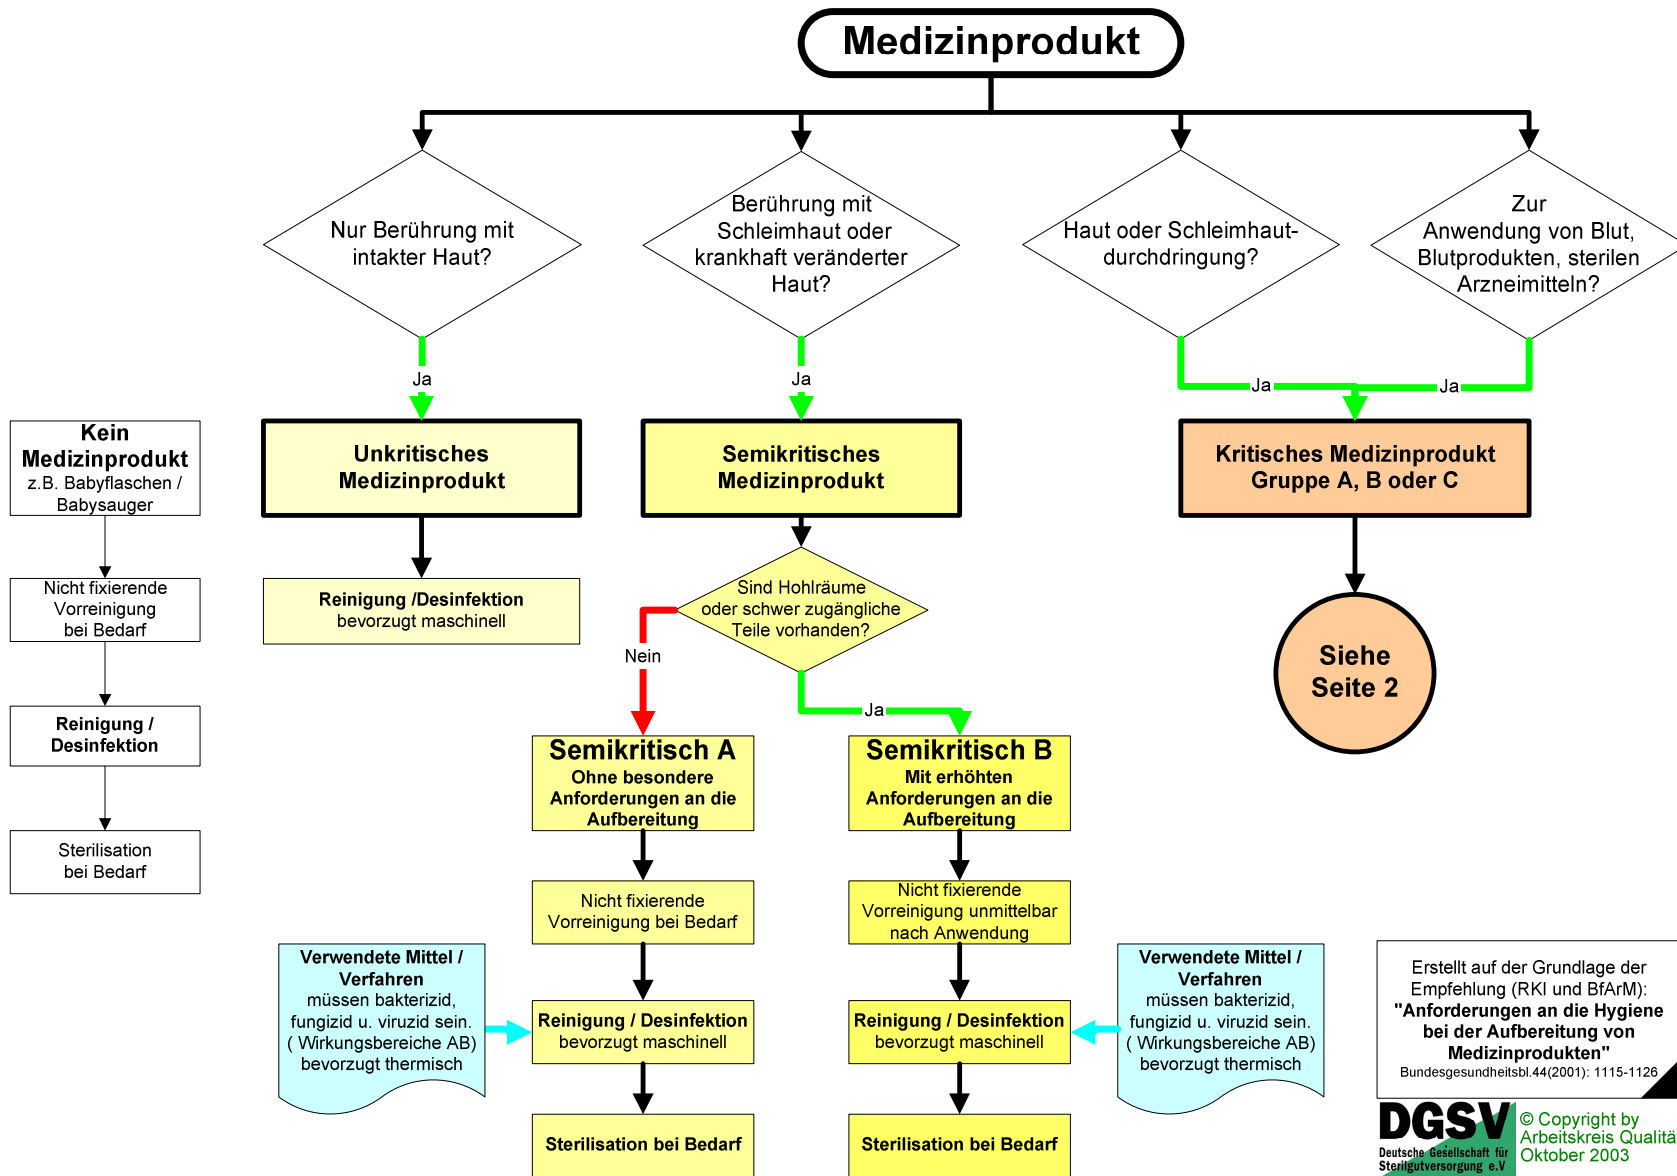 Medizinprodukt
Nur Berührung mit
intakter Haut?
Berührung mit
Schleimhaut oder
krankhaft veränderter
Haut?
Haut oder Schleimhaut-
durchdringung?
Zur
Anwendung von Blut,
Blutprodukten, sterilen
Arzneimitteln?
Ja
Ja
Ja
Ja
Kein
Medizinprodukt
z.B. Babyflaschen /
Babysauger
Unkritisches
Medizinprodukt
Semikritisches
Medizinprodukt
Kritisches Medizinprodukt
Gruppe A, B oder C
Nicht fixierende
Vorreinigung
bei Bedarf
Reinigung /Desinfektion
bevorzugt maschinell
Sind Hohlräume
oder schwer zugängliche
Teile vorhanden?
Siehe
Seite 2
Nein
Ja
Reinigung /
Desinfektion
Semikritisch A
Ohne besondere
Anforderungen an die
Aufbereitung
Semikritisch B
Mit erhöhten
Anforderungen an die
Aufbereitung
Sterilisation
bei Bedarf
Nicht fixierende
Vorreinigung bei Bedarf
Nicht fixierende
Vorreinigung unmittelbar
nach Anwendung
Verwendete Mittel /
Verfahren
müssen bakterizid,
fungizid u. viruzid sein.
( Wirkungsbereiche AB)
bevorzugt thermisch
Reinigung / Desinfektion
bevorzugt maschinell
Reinigung / Desinfektion
bevorzugt maschinell
Verwendete Mittel /
Verfahren
müssen bakterizid,
fungizid u. viruzid sein.
( Wirkungsbereiche AB)
bevorzugt thermisch
Sterilisation bei Bedarf
Sterilisation bei Bedarf
Erstellt auf der Grundlage der
Empfehlung (RKI und BfArM):
"Anforderungen an die Hygiene
bei der Aufbereitung von
Medizinprodukten"
Bundesgesundheitsbl.44(2001): 1115-1126
DGSV
Deutsche Gesellschaft für
Sterilgutversorgung e.V
© Copyright by
Arbeitskreis Qualitä
Oktober 2003